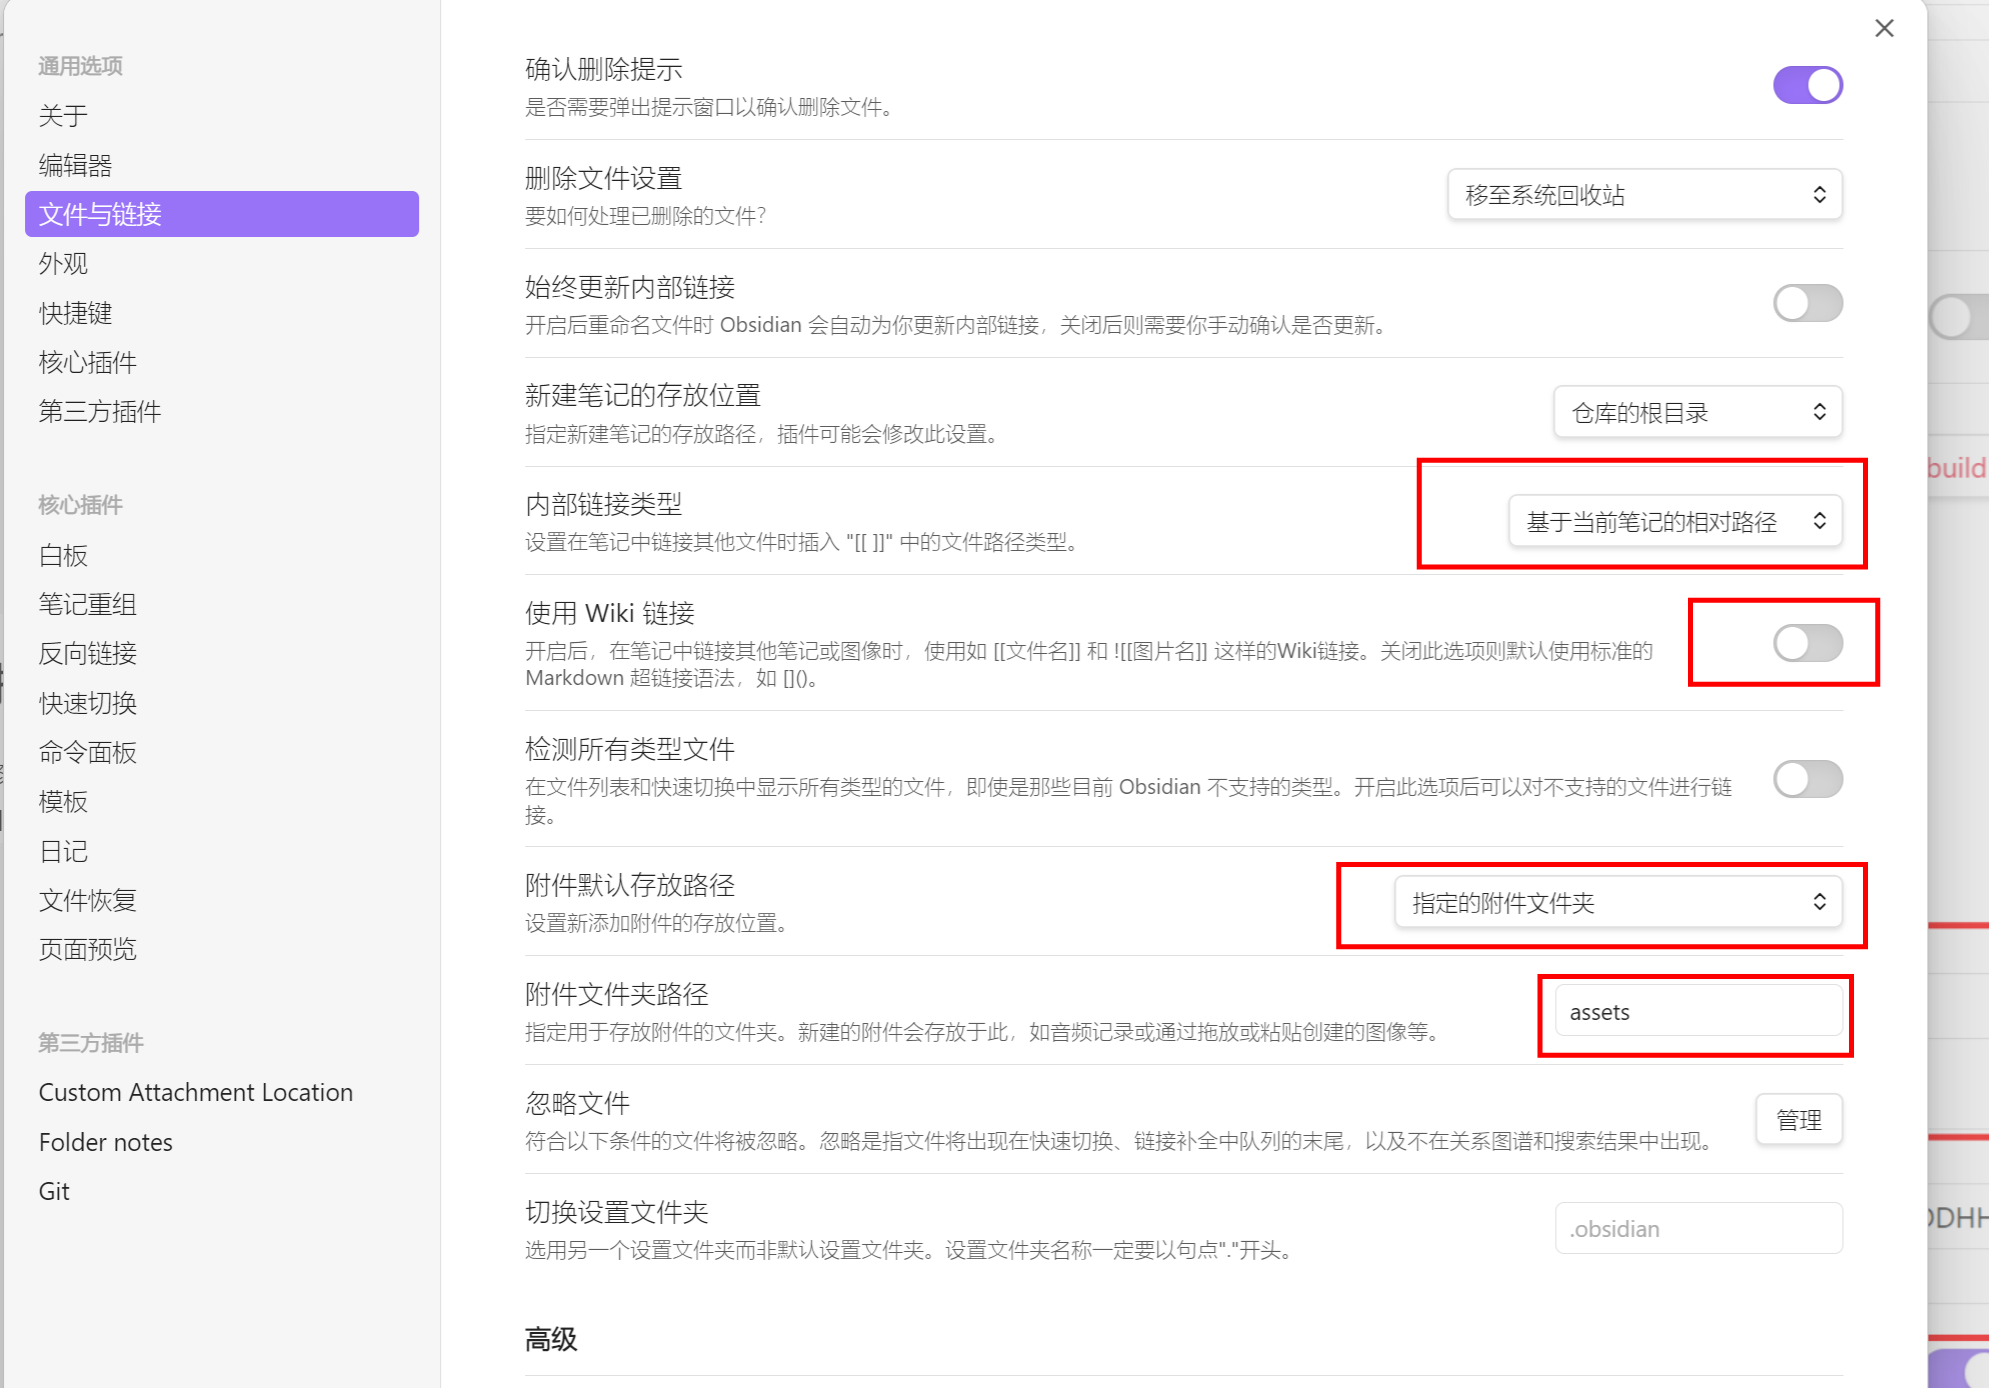 通用选项
关于
编辑器
文件与链接
外观
快捷键
核心插件
第三方插件
核心插件
白板
笔记重组
反向链接
快速切换
命令面板
模板
日记
文件恢复
页面预览
第三方插件
Custom Attachment Location
Folder notes
Git
确认删除提示
是否需要弹出提示窗口以确认删除文件。
删除文件设置
要如何处理已删除的文件？
移至系统回收站
始终更新内部链接
开启后重命名文件时 Obsidian 会自动为你更新内部链接，关闭后则需要你手动确认是否更新。
新建笔记的存放位置
指定新建笔记的存放路径，插件可能会修改此设置。
仓库的根目录
内部链接类型
设置在笔记中链接其他文件时插入 "[[ ]]" 中的文件路径类型。
基于当前笔记的相对路径
使用 Wiki 链接
开启后，在笔记中链接其他笔记或图像时，使用如 [[文件名]] 和 ![[图片名]] 这样的Wiki链接。关闭此选项则默认使用标准的
Markdown 超链接语法，如 []()。
检测所有类型文件
在文件列表和快速切换中显示所有类型的文件，即使是那些目前 Obsidian 不支持的类型。开启此选项后可以对不支持的文件进行链
接。
附件默认存放路径
设置新添加附件的存放位置。
指定的附件文件夹
附件文件夹路径
指定用于存放附件的文件夹。新建的附件会存放于此，如音频记录或通过拖放或粘贴创建的图像等。
assets
忽略文件
符合以下条件的文件将被忽略。忽略是指文件将出现在快速切换、链接补全中队列的末尾，以及不在关系图谱和搜索结果中出现。
管理
切换设置文件夹
选用另一个设置文件夹而非默认设置文件夹。设置文件夹名称一定要以句点"."开头。
.obsidian
高级
build
DDHH